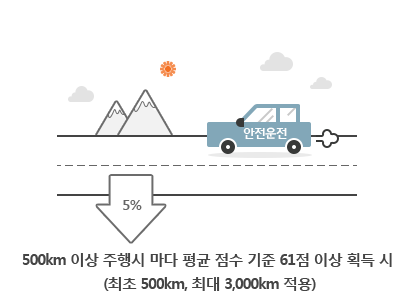 안전운전
5%
500km 이상 주행시 마다 평균 점수 기준 61점 이상 획득 시
(최초 500km, 최대 3,000km 적용)